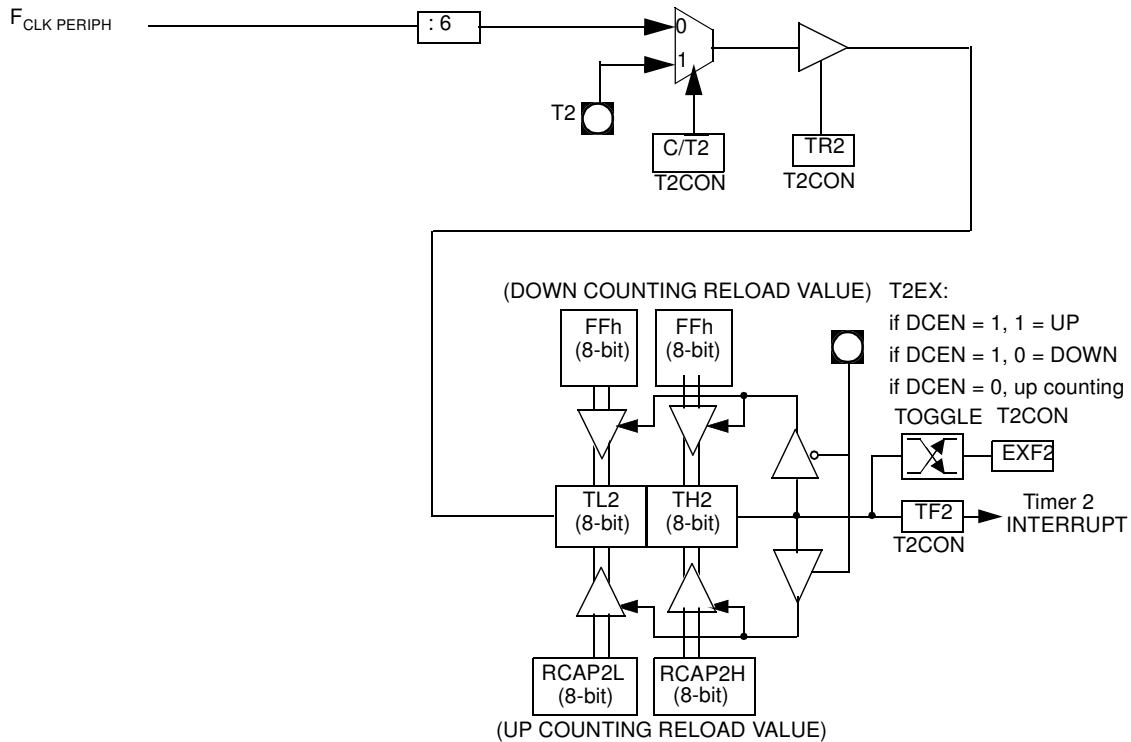 FCLK PERIPH
: 6
0
1
T2
C/T2
T2CON
TR2
T2CON
(DOWN COUNTING RELOAD VALUE)
T2EX:
if DCEN = 1, 1 = UP
if DCEN = 1, 0 = DOWN
if DCEN = 0, up counting
FFh
(8-bit)
FFh
(8-bit)
TOGGLE
T2CON
EXF2
TL2
(8-bit)
TH2
(8-bit)
TF2
T2CON
Timer 2
INTERRUPT
RCAP2L
(8-bit)
RCAP2H
(8-bit)
(UP COUNTING RELOAD VALUE)